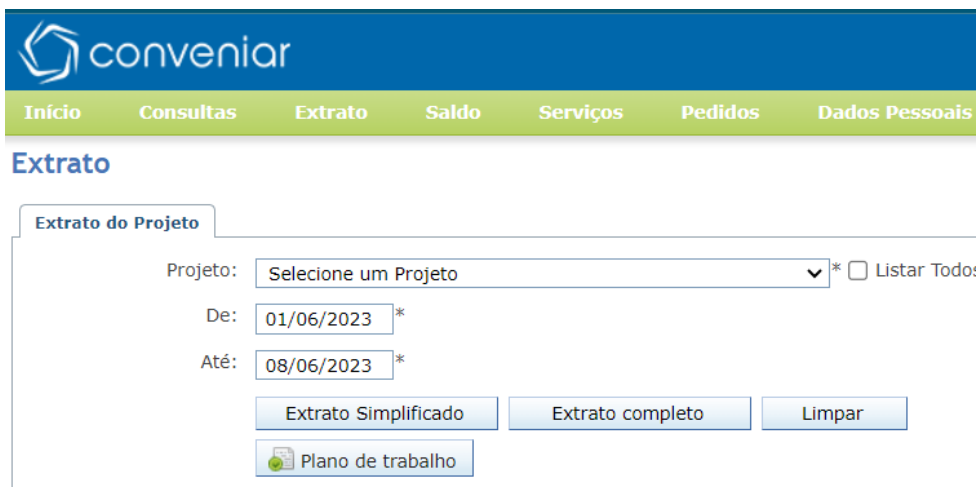 conveniar
Início Consultas Extrato Saldo Serviços Pedidos Dados Pessoais
Extrato
Extrato do Projeto
Projeto: Selecione um Projeto * Listar Todos
De: 01/06/2023 *
Até: 08/06/2023 *
Extrato Simplificado Extrato completo Limpar
Plano de trabalho